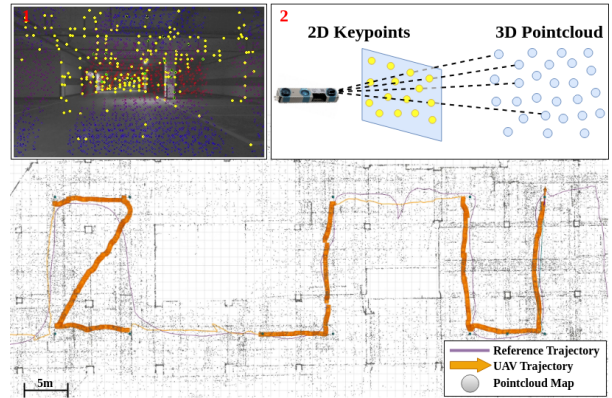 1
2
2D Keypoints
3D Pointcloud
Reference Trajectory
UAV Trajectory
Pointcloud Map
5m